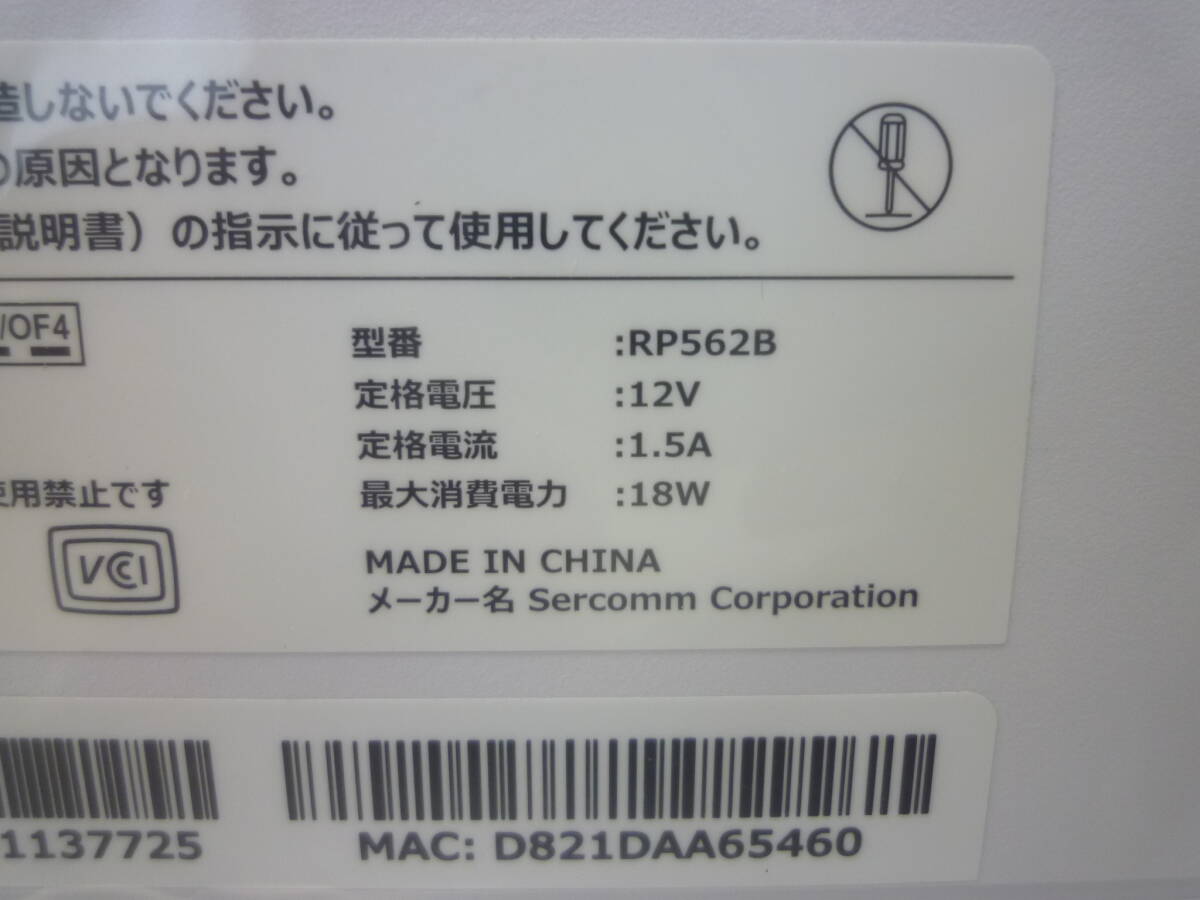 造しないでください。
の原因となります。
説明書）の指示に従って使用してください。
/OF4
型番 :RP562B
定格電圧 :12V
定格電流 :1.5A
使用禁止です
最大消費電力 :18W
VCCI
MADE IN CHINA
メーカー名 Sercomm Corporation
1137725
MAC: D821DAA65460